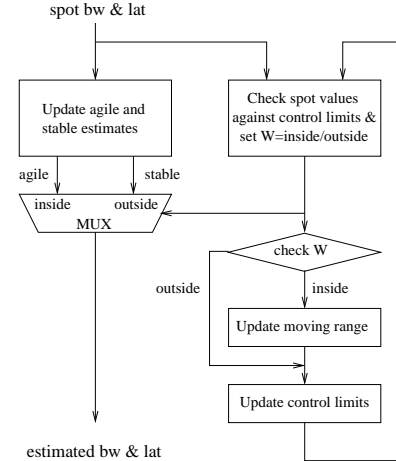 spot bw & lat
Update agile and
stable estimates
Check spot values
against control limits &
set W=inside/outside
agile
stable
inside
outside
MUX
check W
outside
inside
Update moving range
Update control limits
estimated bw & lat